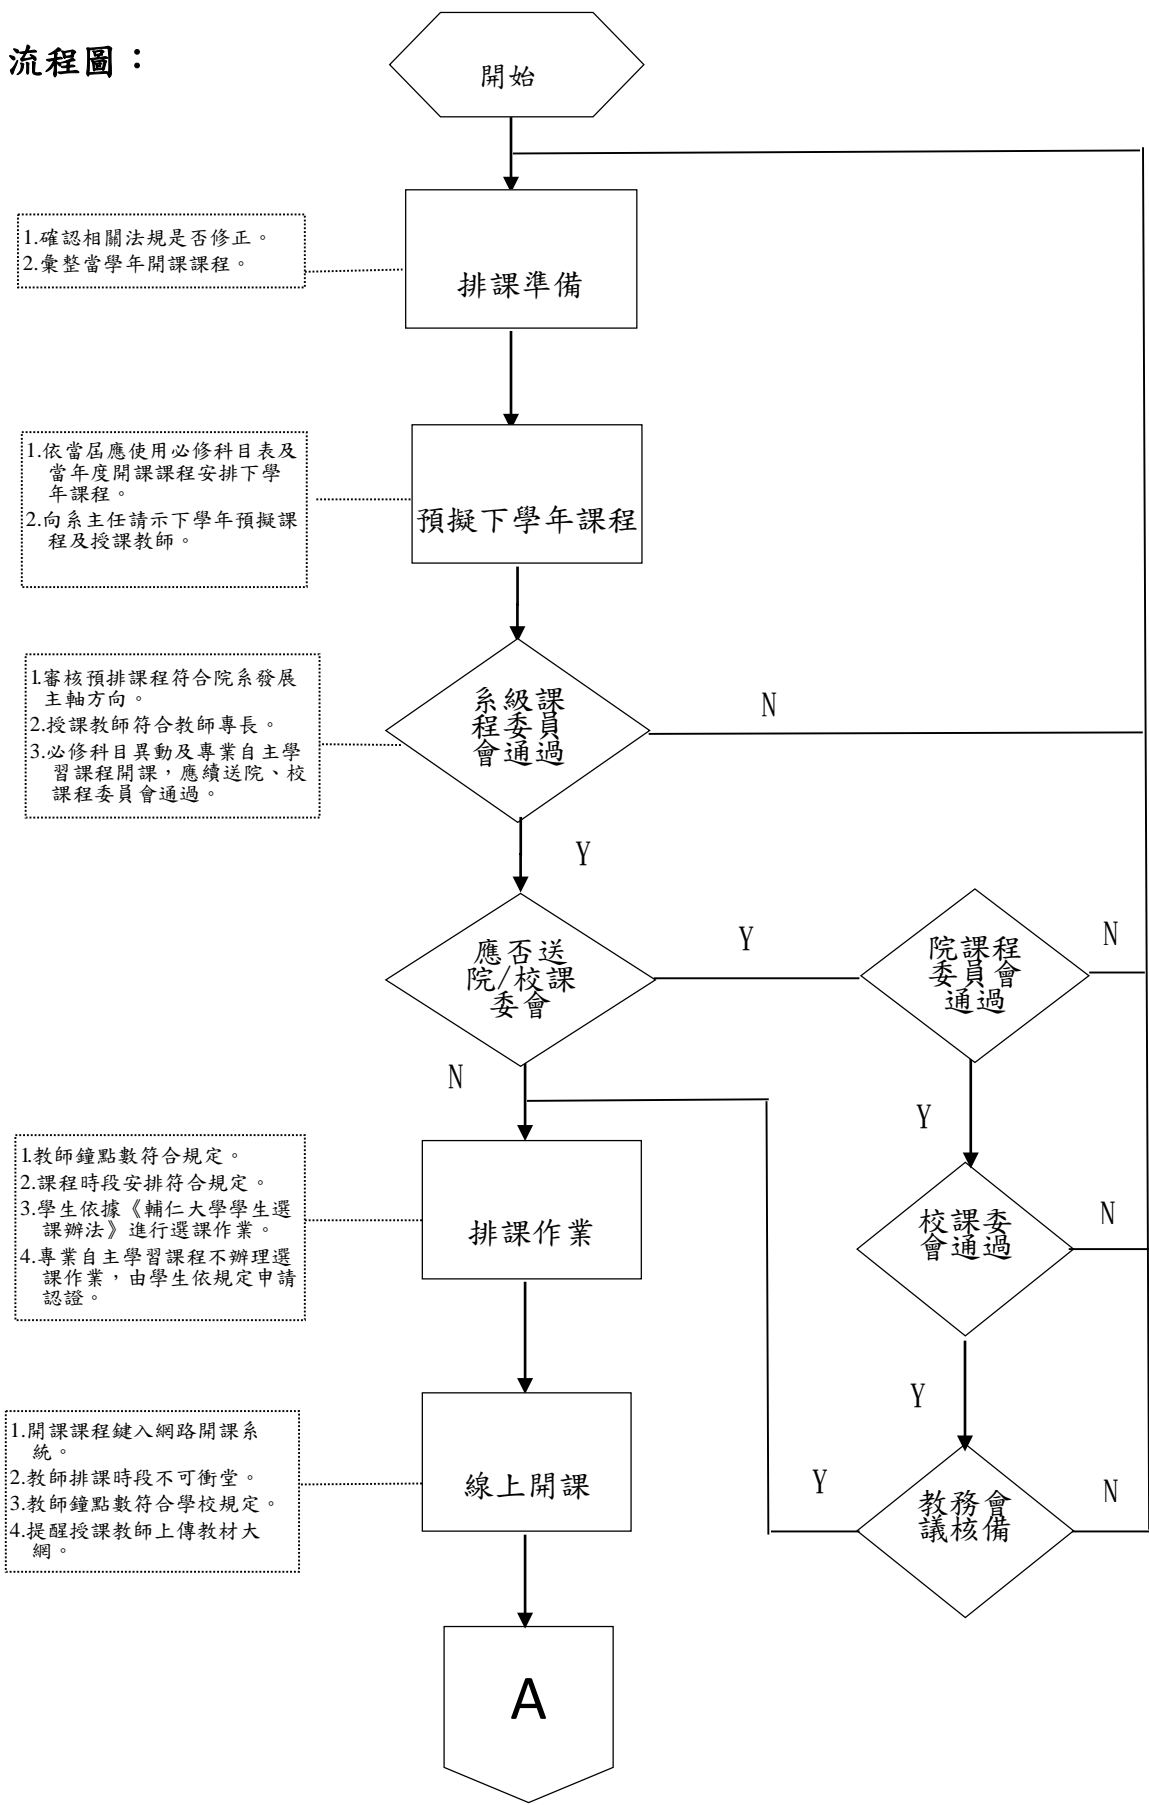 流程圖：
開始
1.確認相關法規是否修正。
2.彙整當學年開課課程。
排課準備
1.依當屆應使用必修科目表及
當年度開課課程安排下學
年課程。
2.向系主任請示下學年預擬課
程及授課教師。
預擬下學年課程
1.審核預排課程符合院系發展
主軸方向。
2.授課教師符合教師專長。
3.必修科目異動及專業自主學
習課程開課，應續送院、校
課程委員會通過。
系級課
程委員
會通過
N
Y
應否送
院/校課
委會
Y
院課程
委員會
通過
N
N
Y
1.教師鐘點數符合規定。
2.課程時段安排符合規定。
3.學生依據《輔仁大學學生選
課辦法》進行選課作業。
4.專業自主學習課程不辦理選
課作業，由學生依規定申請
認證。
排課作業
校課委
會通過
N
Y
1.開課課程鍵入網路開課系
統。
2.教師排課時段不可衝堂。
3.教師鐘點數符合學校規定。
4.提醒授課教師上傳教材大
網。
線上開課
Y
教務會
議核備
N
A